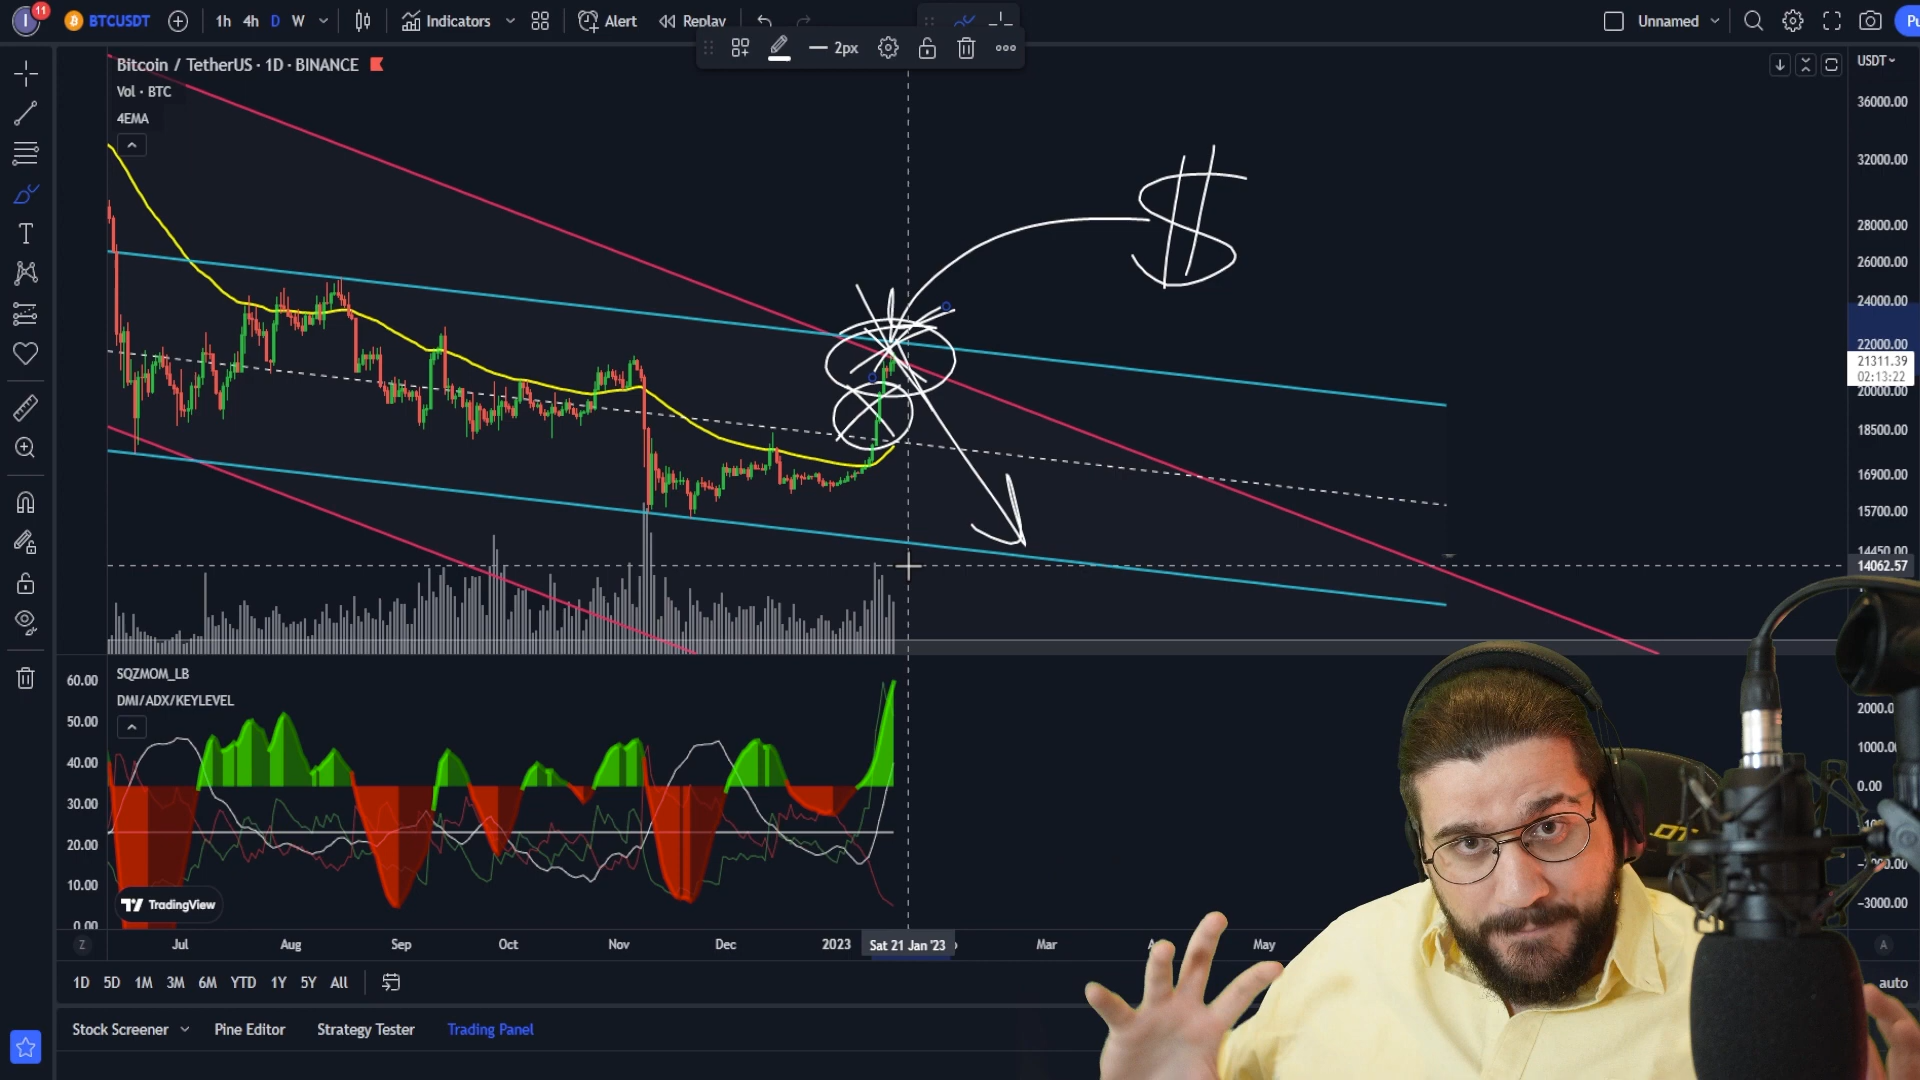 11
BTCUSDT
1h 4h D W
Indicators
Alert
Replay
Unnamed
2px
Bitcoin / TetherUS · 1D · BINANCE
Vol · BTC
4EMA
$
USDT
36000.00
32000.00
28000.00
26000.00
24000.00
22000.00
21311.39
02:13:22
20000.00
18500.00
16900.00
15700.00
14450.00
14062.57
SQZMOM_LB
DMI/ADX/KEYLEVEL
60.00
50.00
40.00
30.00
20.00
10.00
0.00
0.00
-3000.00
TradingView
Z
Jul Aug Sep Oct Nov Dec 2023 Sat 21 Jan '23 Mar May
A
1D 5D 1M 3M 6M YTD 1Y 5Y All
auto
Stock Screener Pine Editor Strategy Tester Trading Panel